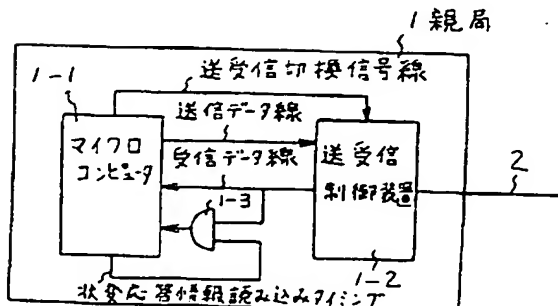 1 親局
1-1
送受信切換信号線
送信データ線
マイクロ
コンピュータ
受信データ線
送受信
制御装置
2
1-3
1-2
状変応答情報読み込みタイミング